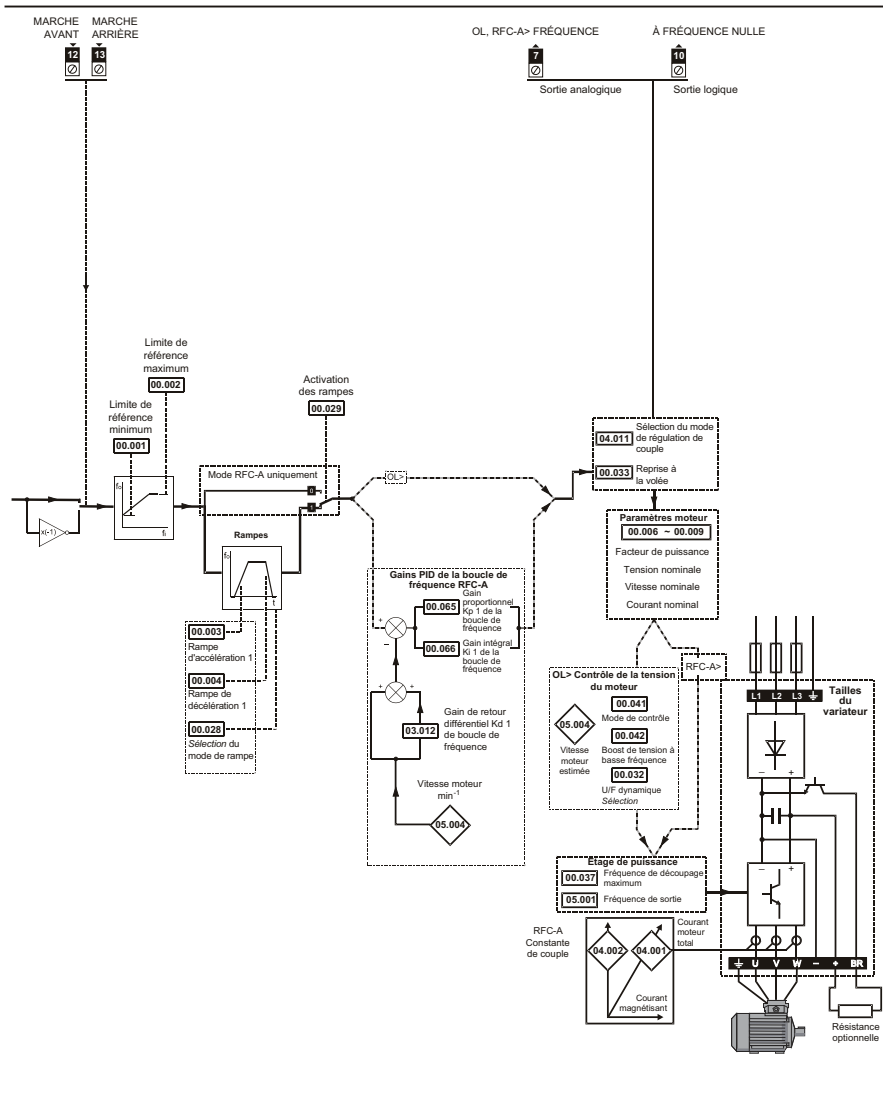 MARCHE
AVANT
MARCHE
ARRIÈRE
12
13
OL, RFC-A> FRÉQUENCE
À FRÉQUENCE NULLE
7
10
Sortie analogique
Sortie logique
Limite de
référence
maximum
00.002
Limite de
référence
minimum
00.001
Activation
des rampes
00.029
Mode RFC-A uniquement
0
1
x(-1)
Rampes
t
00.003
Rampe
d'accélération 1
00.004
Rampe de
décélération 1
00.028
Sélection du
mode de rampe
OL>
Gains PID de la boucle de
fréquence RFC-A
00.065
Gain
proportionnel
Kp 1 de la
boucle de
fréquence
00.066
Gain intégral
Ki 1 de la
boucle de
fréquence
+
–
+
+
03.012
Gain de retour
différentiel Kd 1
de boucle de
fréquence
Vitesse moteur
min-1
05.004
04.011
Sélection du mode
de régulation de
couple
00.033
Reprise à
la volée
Paramètres moteur
00.006 ~ 00.009
Facteur de puissance
Tension nominale
Vitesse nominale
Courant nominal
RFC-A>
OL> Contrôle de la tension
du moteur
05.004
Vitesse
moteur
estimée
00.041
Mode de contrôle
00.042
Boost de tension à
basse fréquence
00.032
U/F dynamique
Sélection
Étage de puissance
00.037
Fréquence de découpage
maximum
05.001
Fréquence de sortie
RFC-A
Constante
de couple
04.002
04.001
Courant
moteur
total
Courant
magnétisant
L1 L2 L3
Tailles
du
variateur
– +
– +
U V W – + BR
Résistance
optionnelle